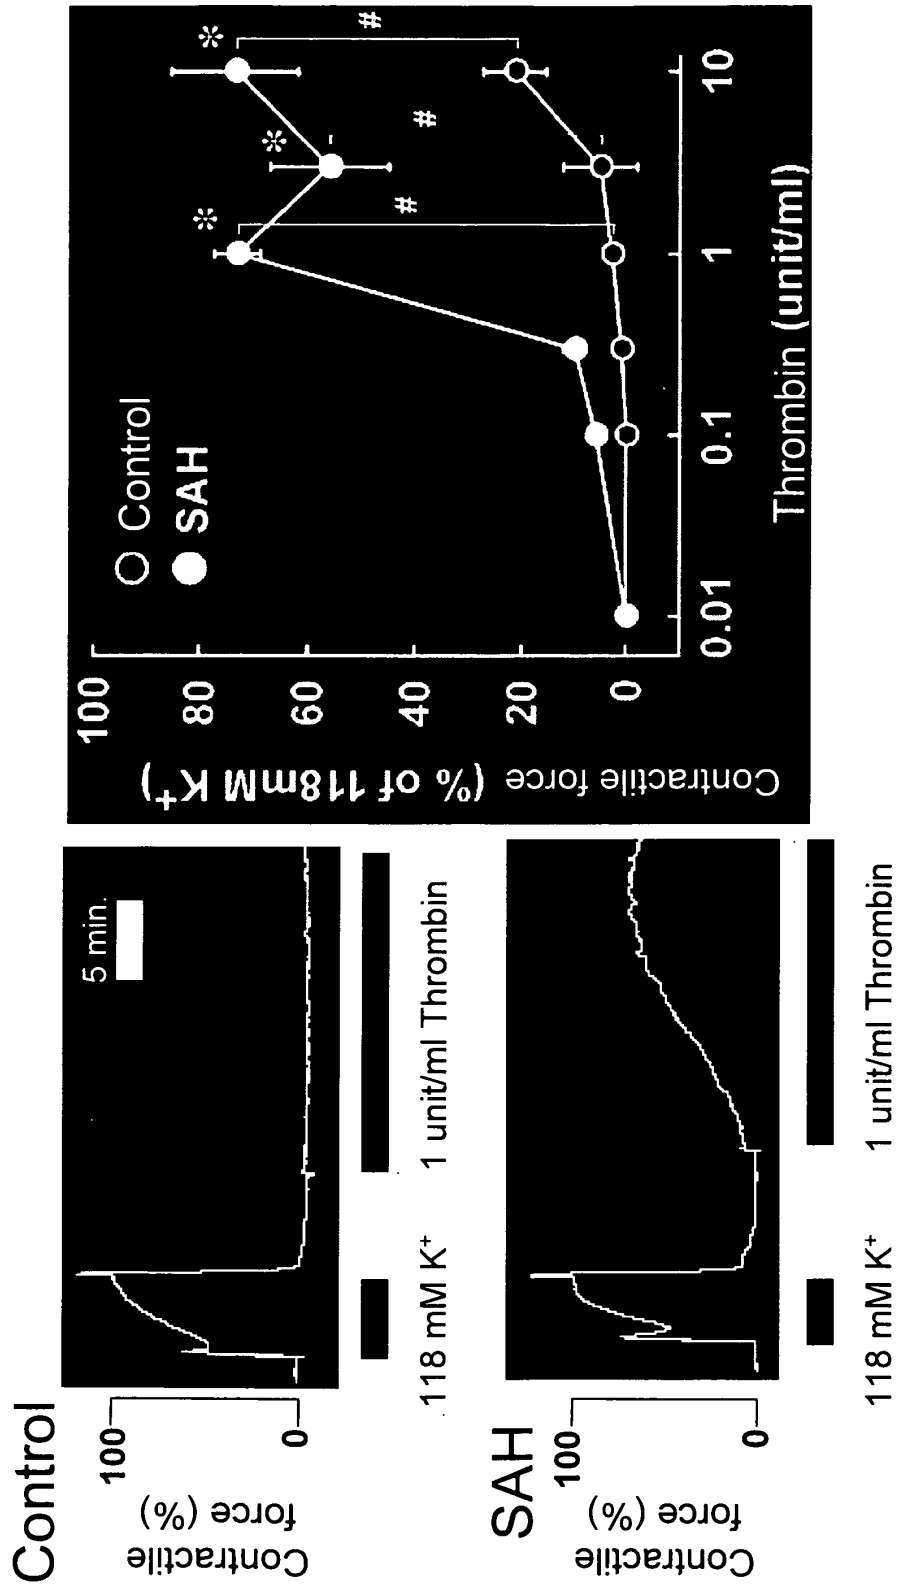 Control
Contractile
force (%)
100
0
5 min.
118 mM K⁺
1 unit/ml Thrombin
SAH
Contractile
force (%)
100
0
118 mM K⁺
1 unit/ml Thrombin
Contractile force (% of 118mM K⁺)
100
80
60
40
20
0
Control
SAH
* * *
# # #
0.01 0.1 1 10
Thrombin (unit/ml)